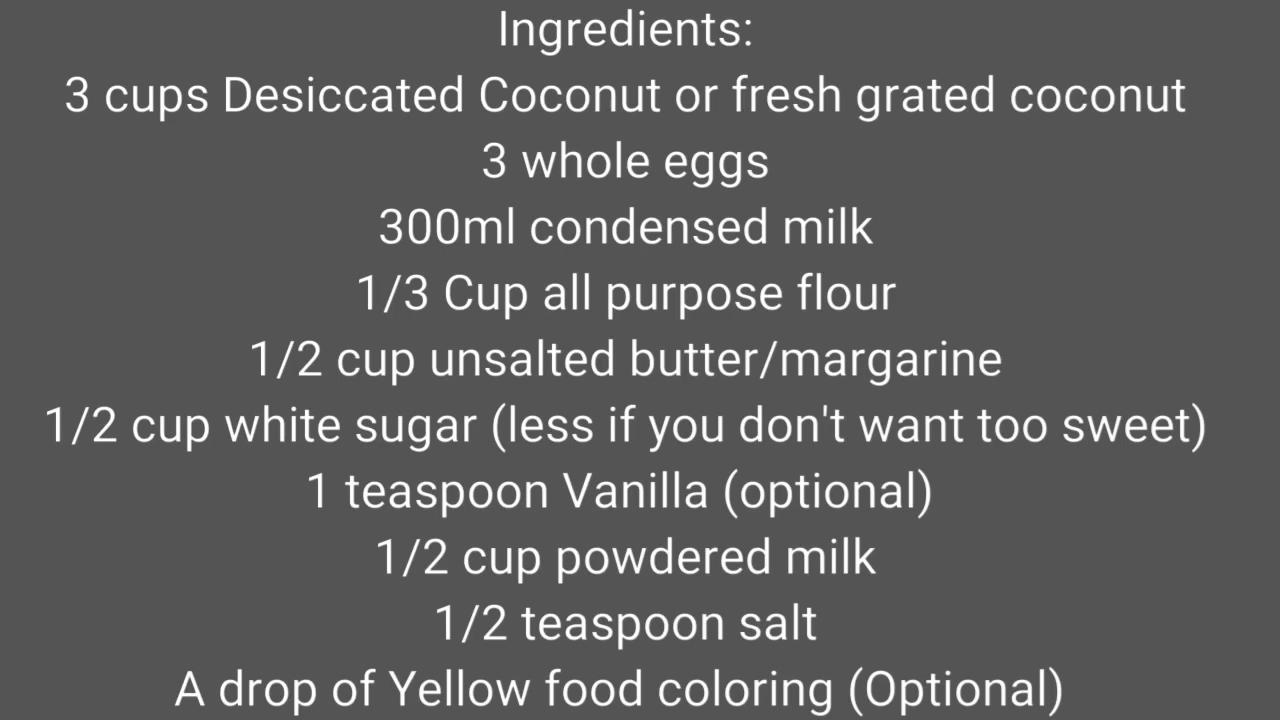 Ingredients:
3 cups Desiccated Coconut or fresh grated coconut
3 whole eggs
300ml condensed milk
1/3 Cup all purpose flour
1/2 cup unsalted butter/margarine
1/2 cup white sugar (less if you don't want too sweet)
1 teaspoon Vanilla (optional)
1/2 cup powdered milk
1/2 teaspoon salt
A drop of Yellow food coloring (Optional)